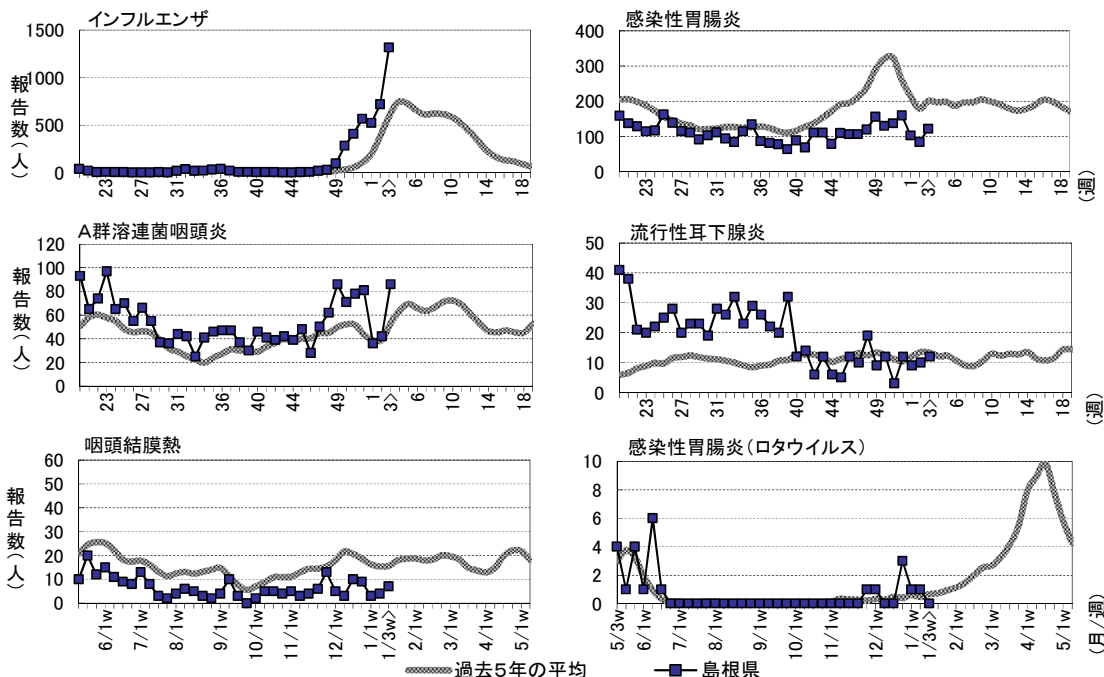 インフルエンザ
報告数(人)
1500
1000
500
0
23
27
31
36
40
44
49
1
3>
6
10
14
18
感染性胃腸炎
400
300
200
100
0
23
27
31
36
40
44
49
1
3>
6
10
14
18
(週)
A群溶連菌咽頭炎
報告数(人)
120
100
80
60
40
20
0
23
27
31
36
40
44
49
1
3>
6
10
14
18
流行性耳下腺炎
50
40
30
20
10
0
23
27
31
36
40
44
49
1
3>
6
10
14
18
(週)
咽頭結膜熱
報告数(人)
60
50
40
30
20
10
0
6/1w
7/1w
8/1w
9/1w
10/1w
11/1w
12/1w
1/1w
1/3w>
2/1w
3/1w
4/1w
5/1w
感染性胃腸炎(ロタウイルス)
10
8
6
4
2
0
5/3w
6/1w
7/1w
8/1w
9/1w
10/1w
11/1w
12/1w
1/1w
1/3w>
2/1w
3/1w
4/1w
5/1w
(月/週)
過去5年の平均
島根県